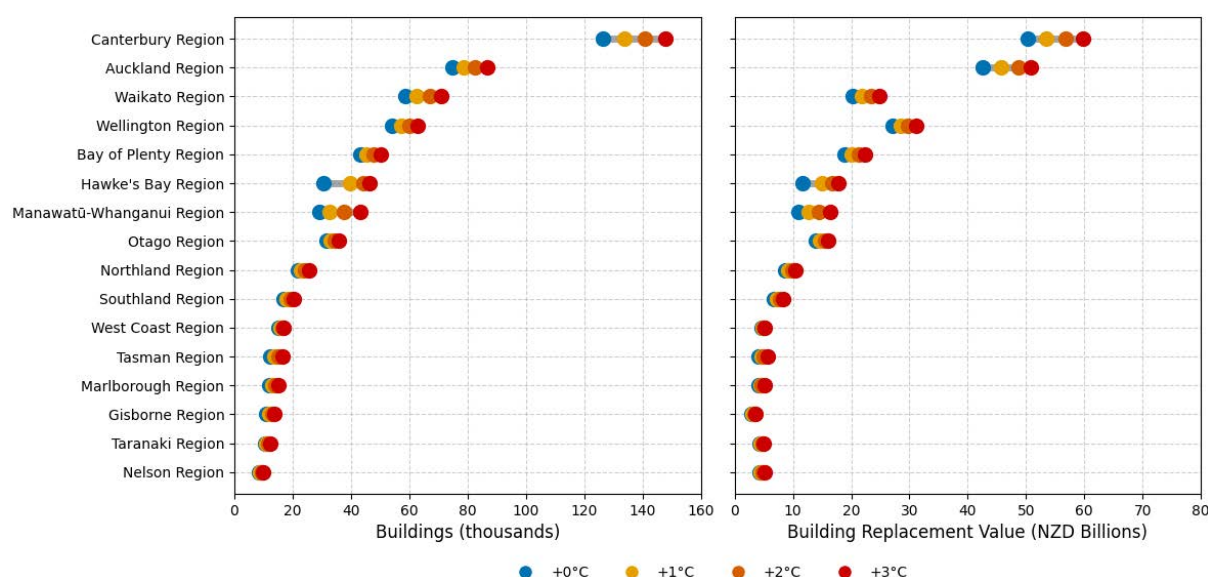 Canterbury Region
Auckland Region
Waikato Region
Wellington Region
Bay of Plenty Region
Hawke's Bay Region
Manawatū-Whanganui Region
Otago Region
Northland Region
Southland Region
West Coast Region
Tasman Region
Marlborough Region
Gisborne Region
Taranaki Region
Nelson Region
0 20 40 60 80 100 120 140 160
Buildings (thousands)
0 10 20 30 40 50 60 70 80
Building Replacement Value (NZD Billions)
+0°C +1°C +2°C +3°C